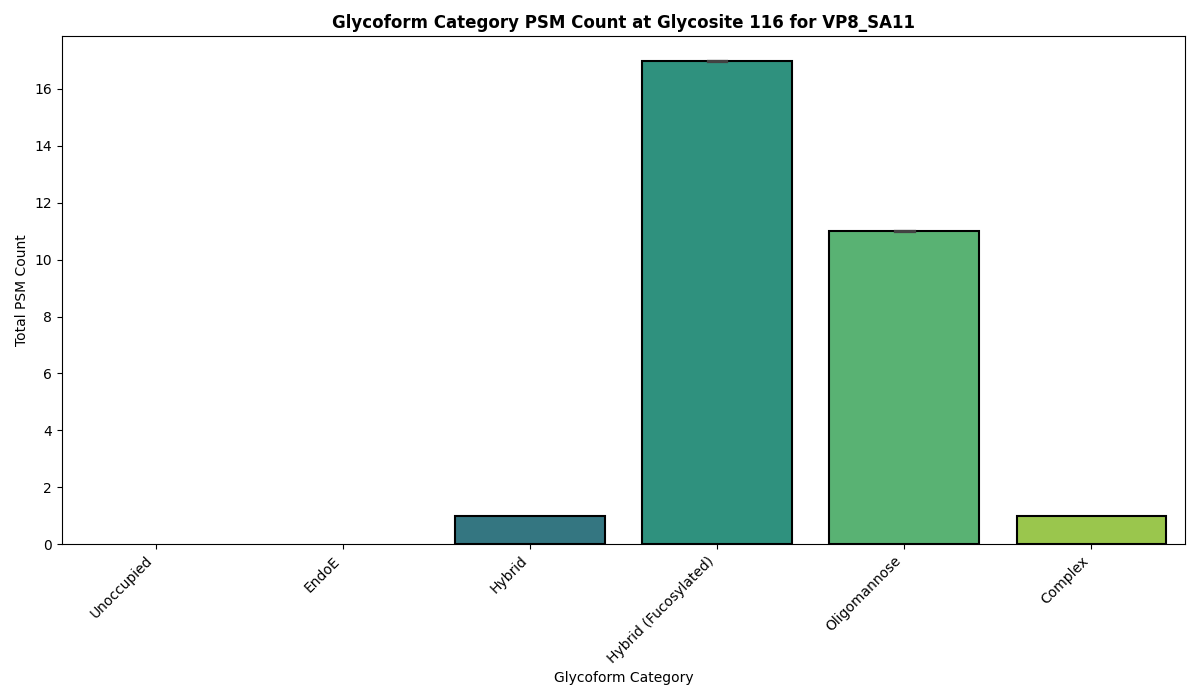 Glycoform Category PSM Count at Glycosite 116 for VP8_SA11
Total PSM Count
16
14
12
10
8
6
4
2
0
Unoccupied
EndoE
Hybrid
Hybrid (Fucosylated)
Oligomannose
Complex
Glycoform Category